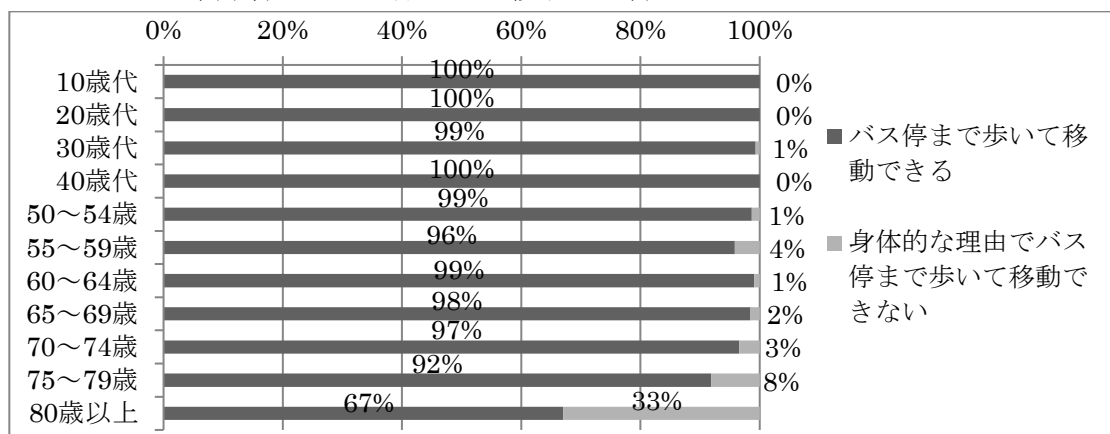 0% 20% 40% 60% 80% 100%
10歳代 100% 0%
20歳代 100% 0%
30歳代 99% 1%
40歳代 100% 0%
50～54歳 99% 1%
55～59歳 96% 4%
60～64歳 99% 1%
65～69歳 98% 2%
70～74歳 97% 3%
75～79歳 92% 8%
80歳以上 67% 33%
バス停まで歩いて移
動できる
身体的な理由でバス
停まで歩いて移動で
きない